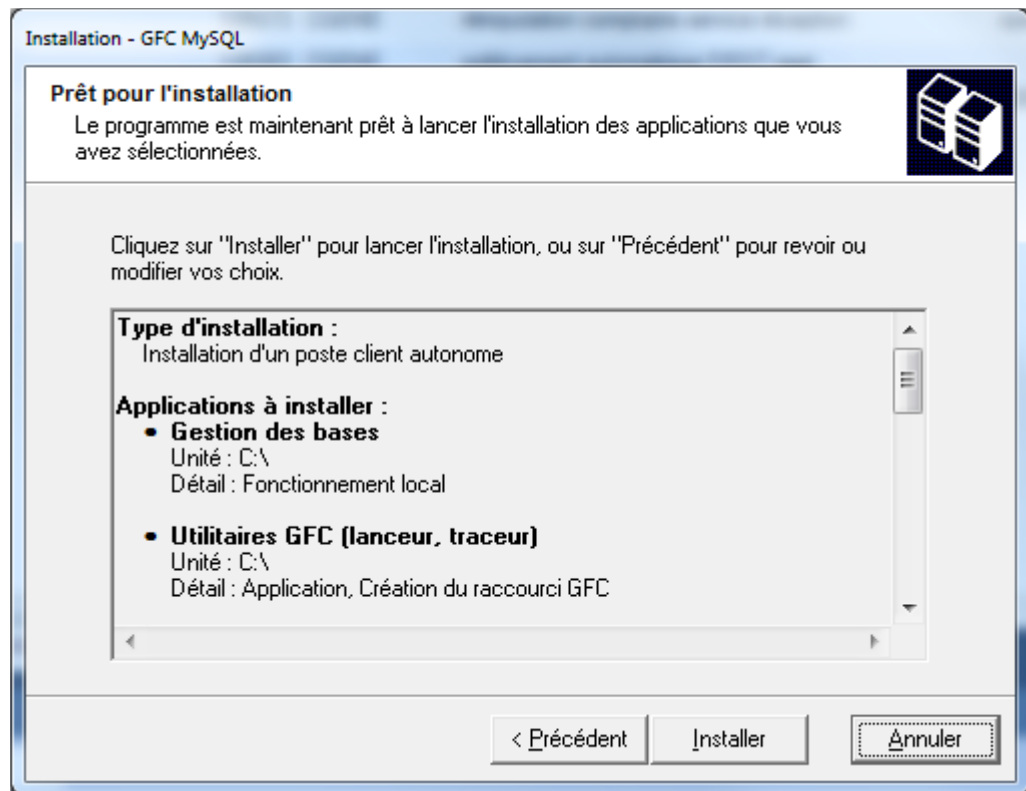 Installation - GFC MySQL
Prêt pour l'installation
Le programme est maintenant prêt à lancer l'installation des applications que vous
avez sélectionnées.
Cliquez sur "Installer" pour lancer l'installation, ou sur "Précédent" pour revoir ou
modifier vos choix.
Type d'installation :
Installation d'un poste client autonome
Applications à installer :
• Gestion des bases
Unité : C:\
Détail : Fonctionnement local
• Utilitaires GFC (lanceur, traceur)
Unité : C:\
Détail : Application, Création du raccourci GFC
< Précédent
Installer
Annuler